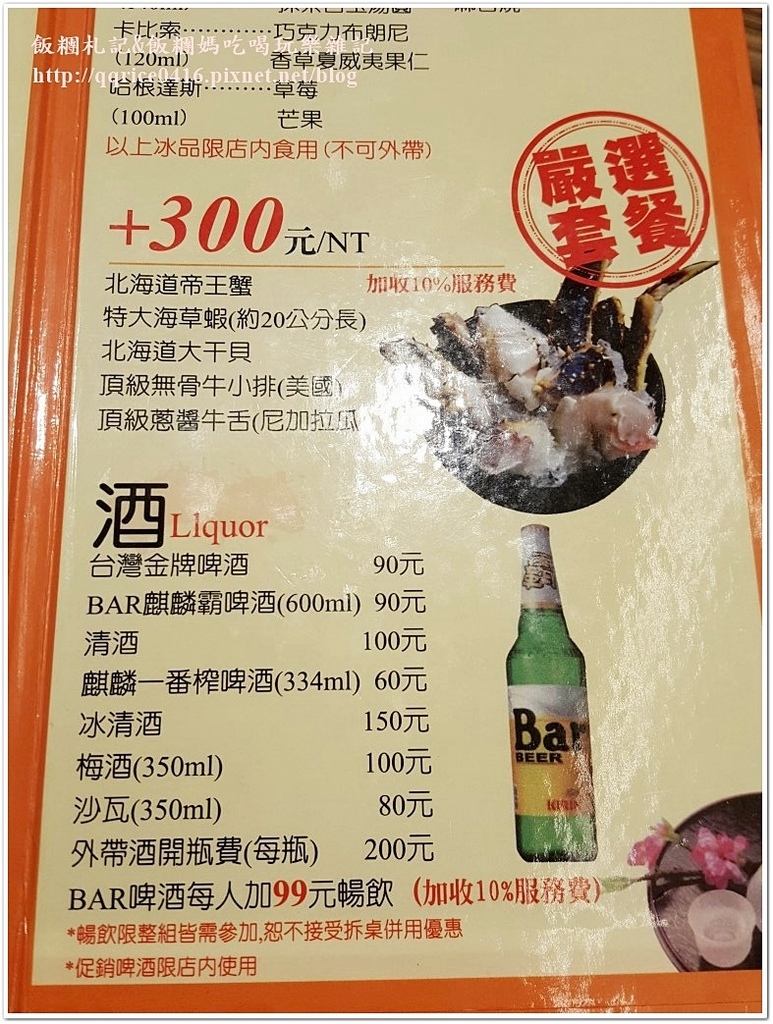 飯糰札記&飯糰媽吃喝玩樂雜記
http://qqrice0416.pixnet.net/blog
卡比索············巧克力布朗尼
(120ml) 香草夏威夷果仁
哈根達斯·········草莓
(100ml) 芒果
以上冰品限店內食用(不可外帶)
嚴選
套餐
+300元/NT
北海道帝王蟹 加收10%服務費
特大海草蝦(約20公分長)
北海道大干貝
頂級無骨牛小排(美國)
頂級蔥醬牛舌(尼加拉瓜
酒Llquor
台灣金牌啤酒 90元
BAR麒麟霸啤酒(600ml) 90元
清酒 100元
麒麟一番榨啤酒(334ml) 60元
冰清酒 150元
梅酒(350ml) 100元
沙瓦(350ml) 80元
外帶酒開瓶費(每瓶) 200元
BAR啤酒每人加99元暢飲 (加收10%服務費)
*暢飲限整組皆需參加,恕不接受拆桌併用優惠
*促銷啤酒限店內使用
Bar
BEER
KIRIN